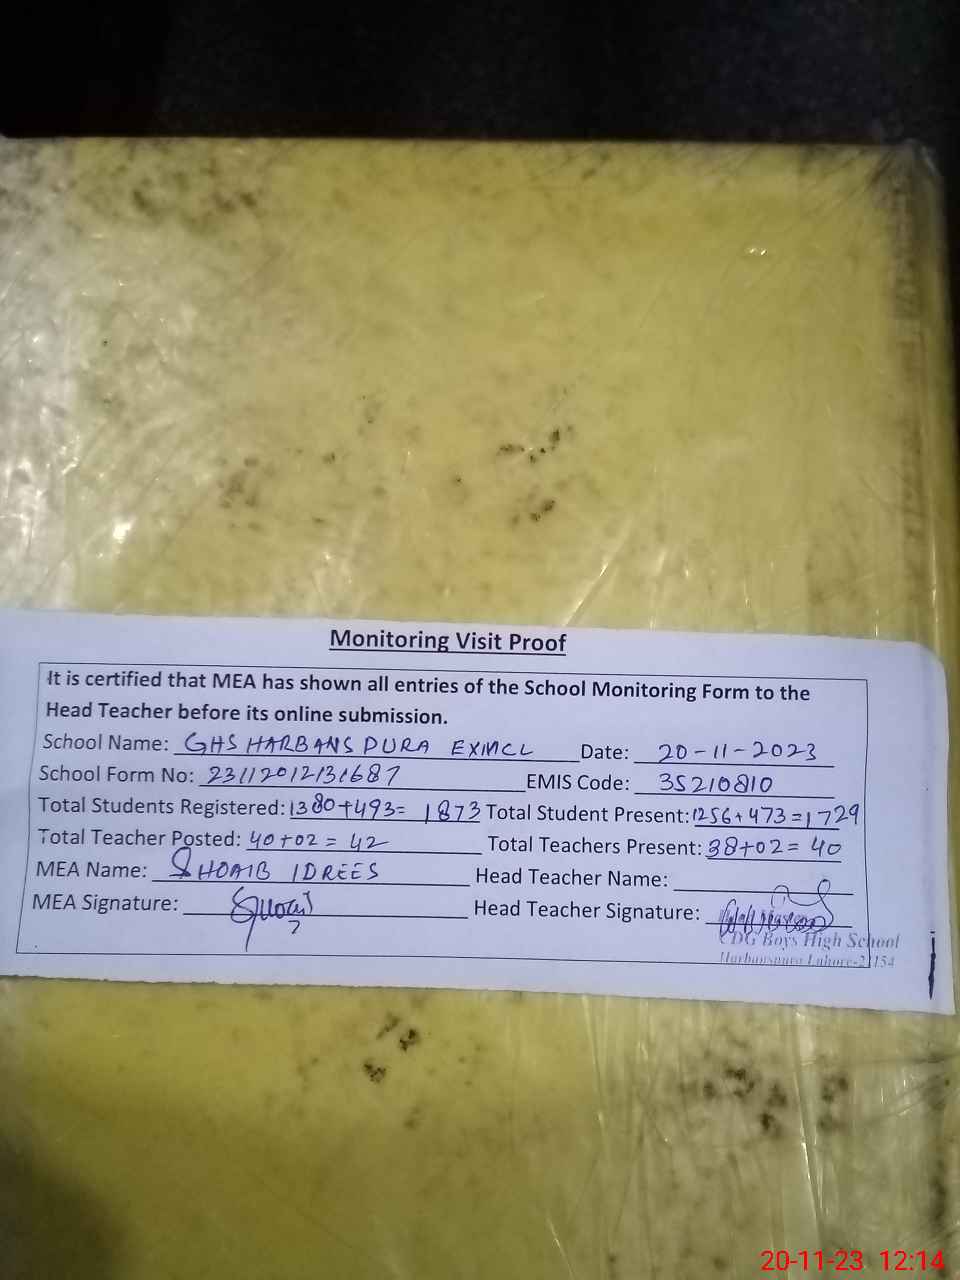 Monitoring Visit Proof
It is certified that MEA has shown all entries of the School Monitoring Form to the
Head Teacher before its online submission.
School Name: GHS HARBANS PURA EXMCL Date: 20-11-2023
School Form No: EMIS Code: 35210810
Total Students Registered: 1380+493= 1873 Total Student Present: 1256+473=1729
Total Teacher Posted: 40+02=42 Total Teachers Present: 38+02=40
MEA Name: SHOAIB IDREES Head Teacher Name:
MEA Signature: Head Teacher Signature:
CDG Boys High School
Harbanspura Lahore
20-11-23 12:14